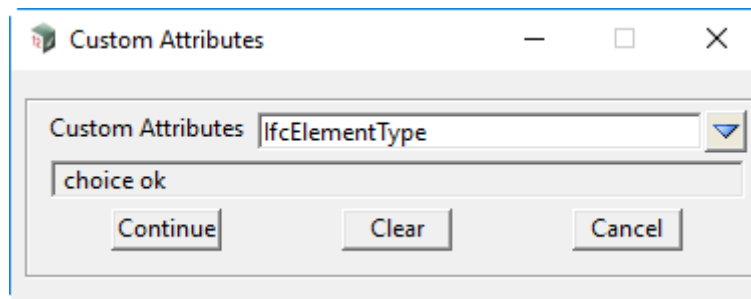 Custom Attributes
Custom Attributes IfcElementType
choice ok
Continue Clear Cancel